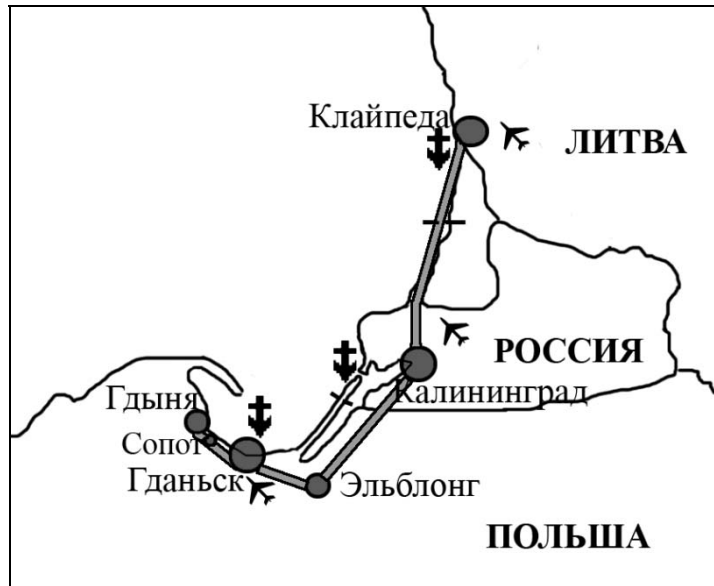 Клайпеда
ЛИТВА
РОССИЯ
Калининград
Гдыня
Сопот
Гданьск
Эльблонг
ПОЛЬША